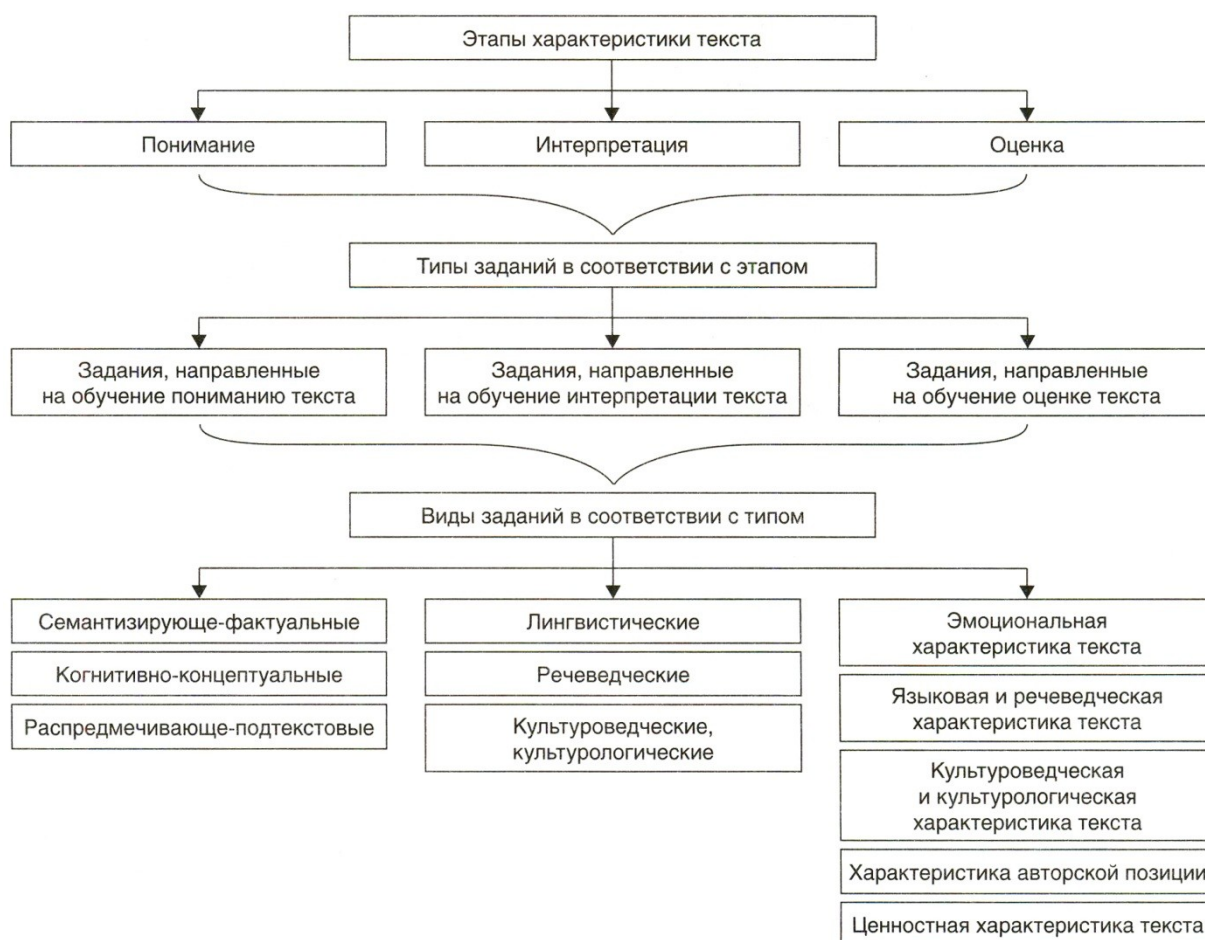 Этапы характеристики текста
Понимание
Интерпретация
Оценка
Типы заданий в соответствии с этапом
Задания, направленные
на обучение пониманию текста
Задания, направленные
на обучение интерпретации текста
Задания, направленные
на обучение оценке текста
Виды заданий в соответствии с типом
Семантизирующе-фактуальные
Когнитивно-концептуальные
Распредмечивающе-подтекстовые
Лингвистические
Речеведческие
Культуроведческие,
культурологические
Эмоциональная
характеристика текста
Языковая и речеведческая
характеристика текста
Культуроведческая
и культурологическая
характеристика текста
Характеристика авторской позиции
Ценностная характеристика текста